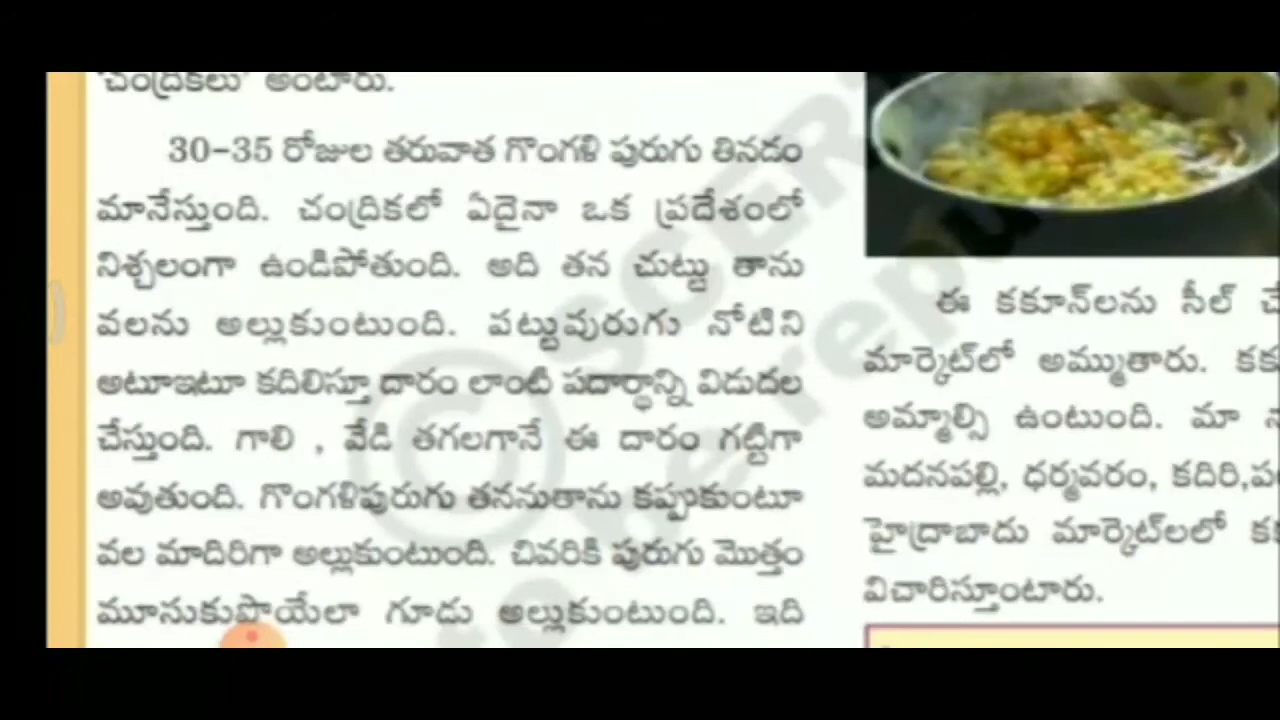 'చంద్రికలు' అంటారు.
30-35 రోజుల తరువాత గొంగళి పురుగు తినడం
మానేస్తుంది. చంద్రికలో ఏదైనా ఒక ప్రదేశంలో
నిశ్చలంగా ఉండిపోతుంది. అది తన చుట్టు తాను
వలను అల్లుకుంటుంది. పట్టువురుగు నోటిని
అటూఇటూ కదిలిస్తూ దారం లాంటి పదార్థాన్ని విడుదల
చేస్తుంది. గాలి , వేడి తగలగానే ఈ దారం గట్టిగా
అవుతుంది. గొంగళిపురుగు తననుతాను కప్పుకుంటూ
వల మాదిరిగా అల్లుకుంటుంది. చివరికి పురుగు మొత్తం
మూసుకుపొయేలా గూడు అల్లుకుంటుంది. ఇది
ఈ కకూన్‌లను సీల్
మార్కెట్‌లో అమ్ముతారు.
అమ్మాల్సి ఉంటుంది. మా
మదనపల్లి, ధర్మవరం, కదిరి,
హైద్రాబాదు మార్కెట్‌లలో
విచారిస్తూంటారు.